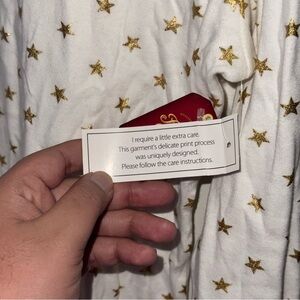 I require a little extra care.
This garment's delicate print process
was uniquely designed.
Please follow the care instructions.